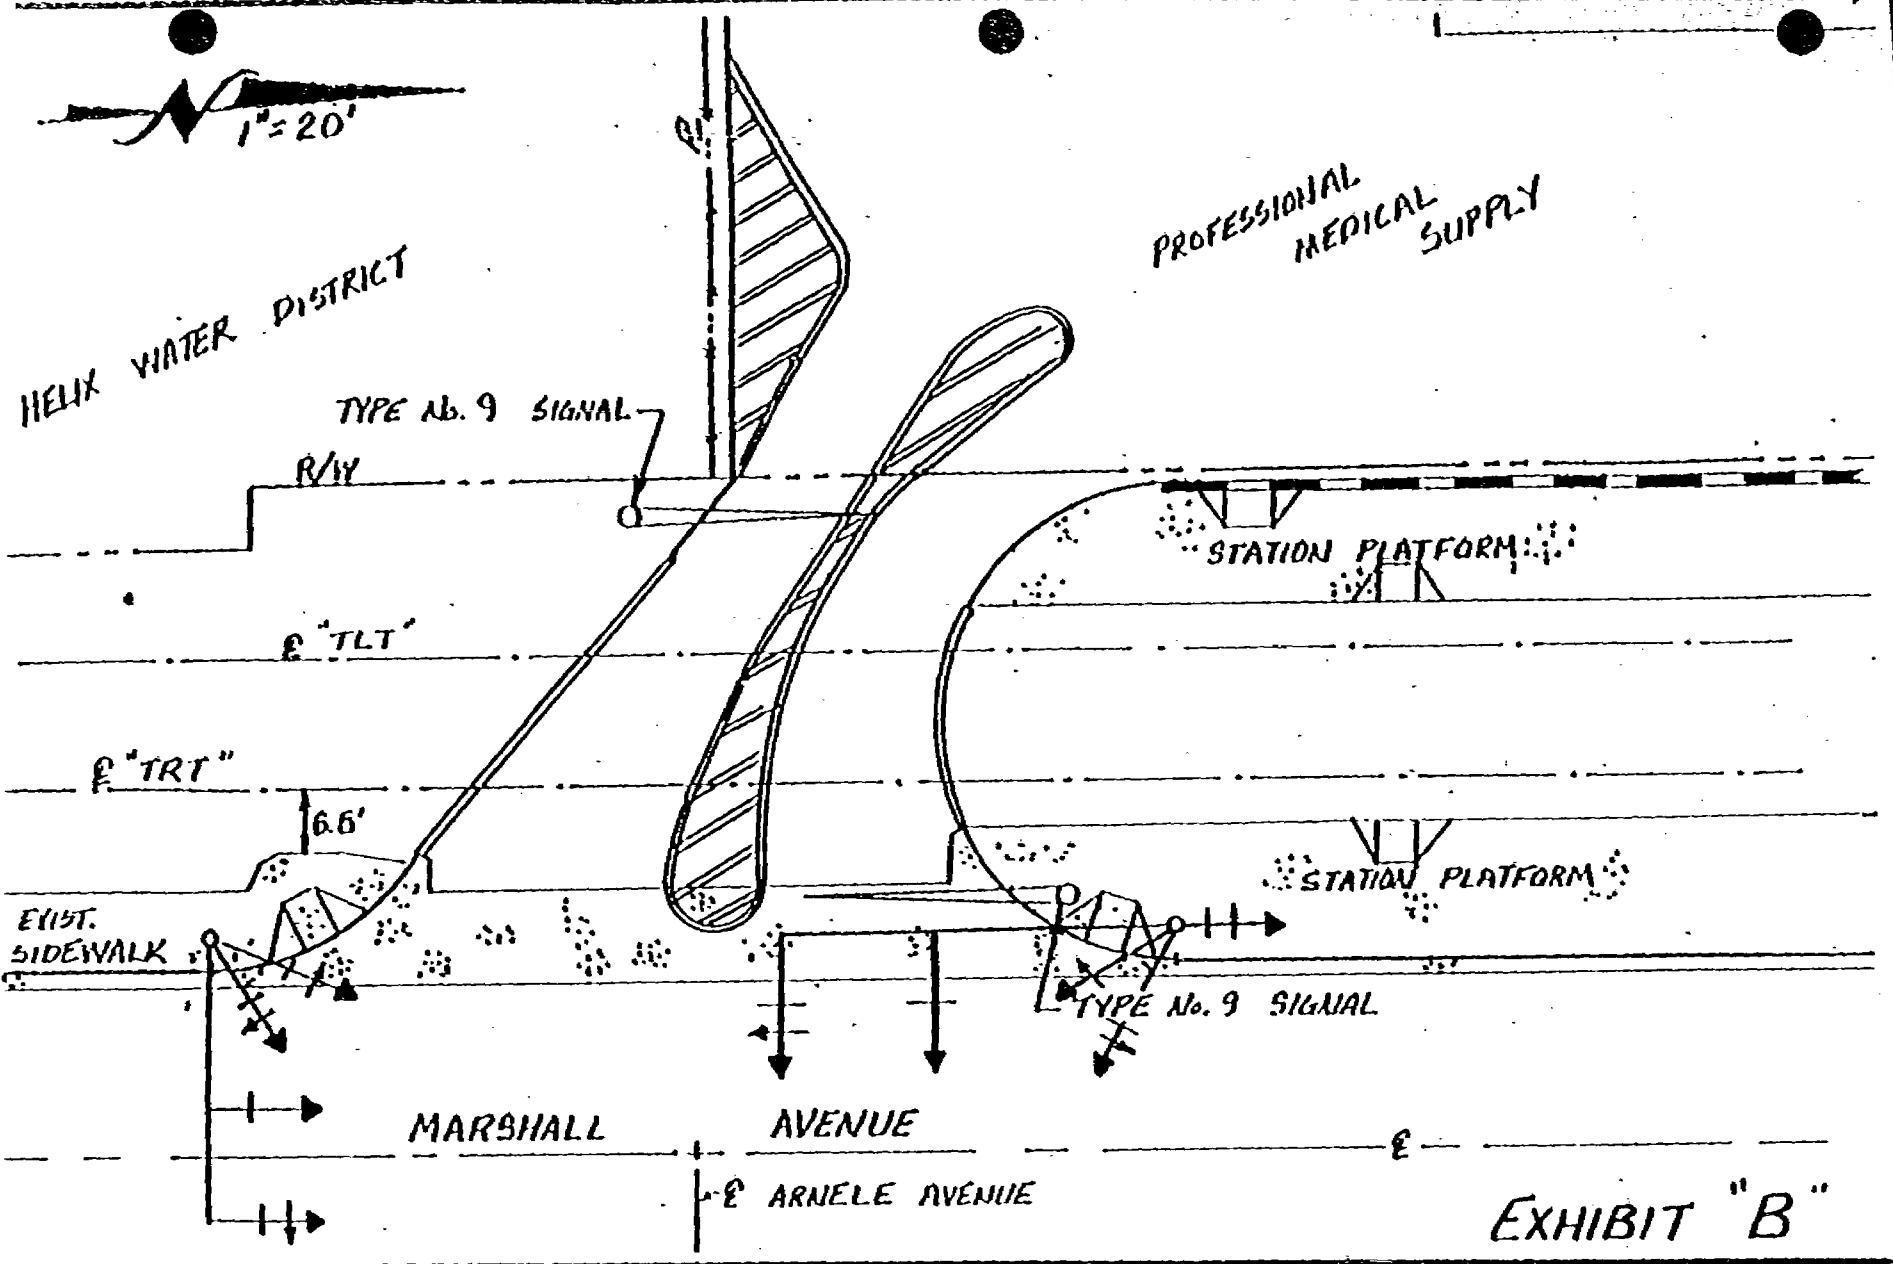 1"=20'
PL
PROFESSIONAL
MEDICAL
SUPPLY
HELIX WATER DISTRICT
TYPE No. 9 SIGNAL
R/W
STATION PLATFORM
℄ "TLT"
℄ "TRT"
6.6'
STATION PLATFORM
EXIST.
SIDEWALK
TYPE No. 9 SIGNAL
MARSHALL AVENUE
℄
℄ ARNELE AVENUE
EXHIBIT "B"